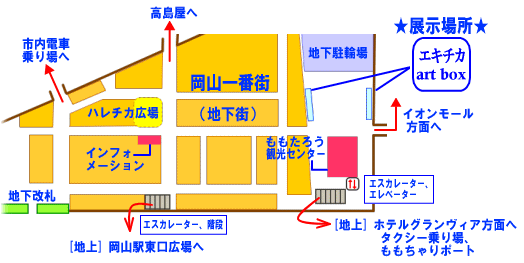 高島屋へ
★展示場所★
市内電車
乗り場へ
地下駐輪場
エキチカ
art box
岡山一番街
（地下街）
ハレチカ広場
イオンモール
方面へ
インフォ
メーション
ももたろう
観光センター
エスカレーター、
エレベーター
地下改札
エスカレーター、階段
[地上] 岡山駅東口広場へ
[地上] ホテルグランヴィア方面へ
タクシー乗り場、
ももちゃりポート